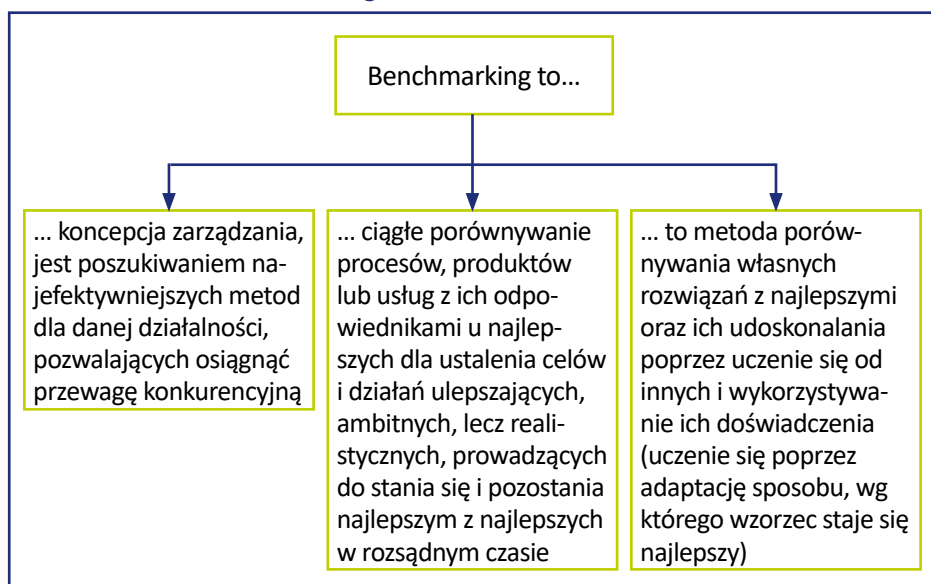 Benchmarking to...
... koncepcja zarządzania,
jest poszukiwaniem na-
jefektywniejszych metod
dla danej działalności,
pozwalających osiągnąć
przewagę konkurencyjną
... ciągłe porównywanie
procesów, produktów
lub usług z ich odpo-
wiednikami u najlep-
szych dla ustalenia celów
i działań ulepszających,
ambitnych, lecz reali-
stycznych, prowadzących
do stania się i pozostania
najlepszym z najlepszych
w rozsądnym czasie
... to metoda porów-
nywania własnych
rozwiązań z najlepszymi
oraz ich udoskonalania
poprzez uczenie się od
innych i wykorzystywa-
nie ich doświadczenia
(uczenie się poprzez
adaptację sposobu, wg
którego wzorzec staje się
najlepszy)